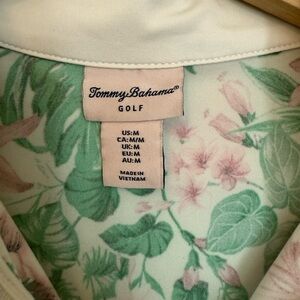 Tommy Bahama®
GOLF
US:M
CA:M/M
UK:M
EU:M
AU:M
MADE IN
VIETNAM